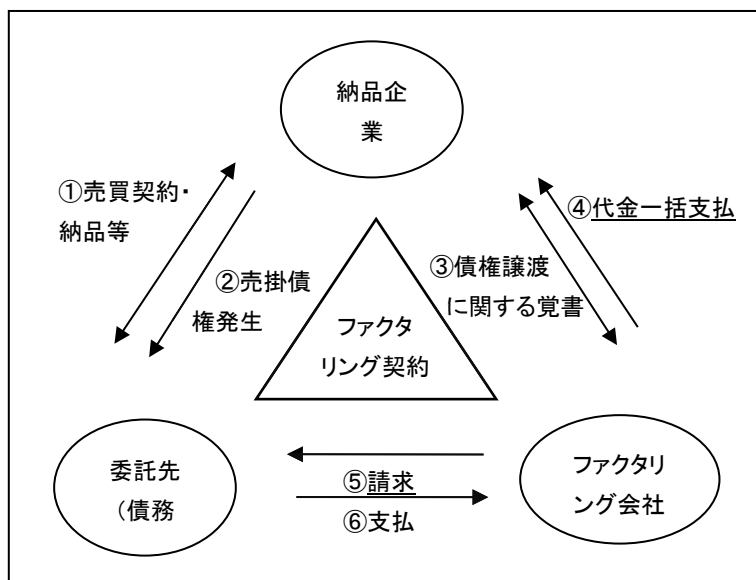 納品企
業
①売買契約・
納品等
④代金一括支払
②売掛債
権発生
③債権譲渡
に関する覚書
ファクタ
リング契約
委託先
（債務
⑤請求
⑥支払
ファクタリ
ング会社